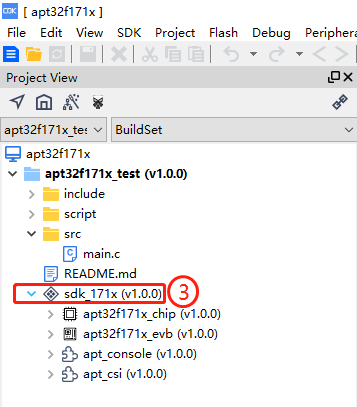 CDK [ apt32f171x ]
File Edit View SDK Project Flash Debug Periphera
Project View
apt32f171x_tes BuildSet
apt32f171x
apt32f171x_test (v1.0.0)
include
script
src
main.c
README.md
sdk_171x (v1.0.0) 3
apt32f171x_chip (v1.0.0)
apt32f171x_evb (v1.0.0)
apt_console (v1.0.0)
apt_csi (v1.0.0)